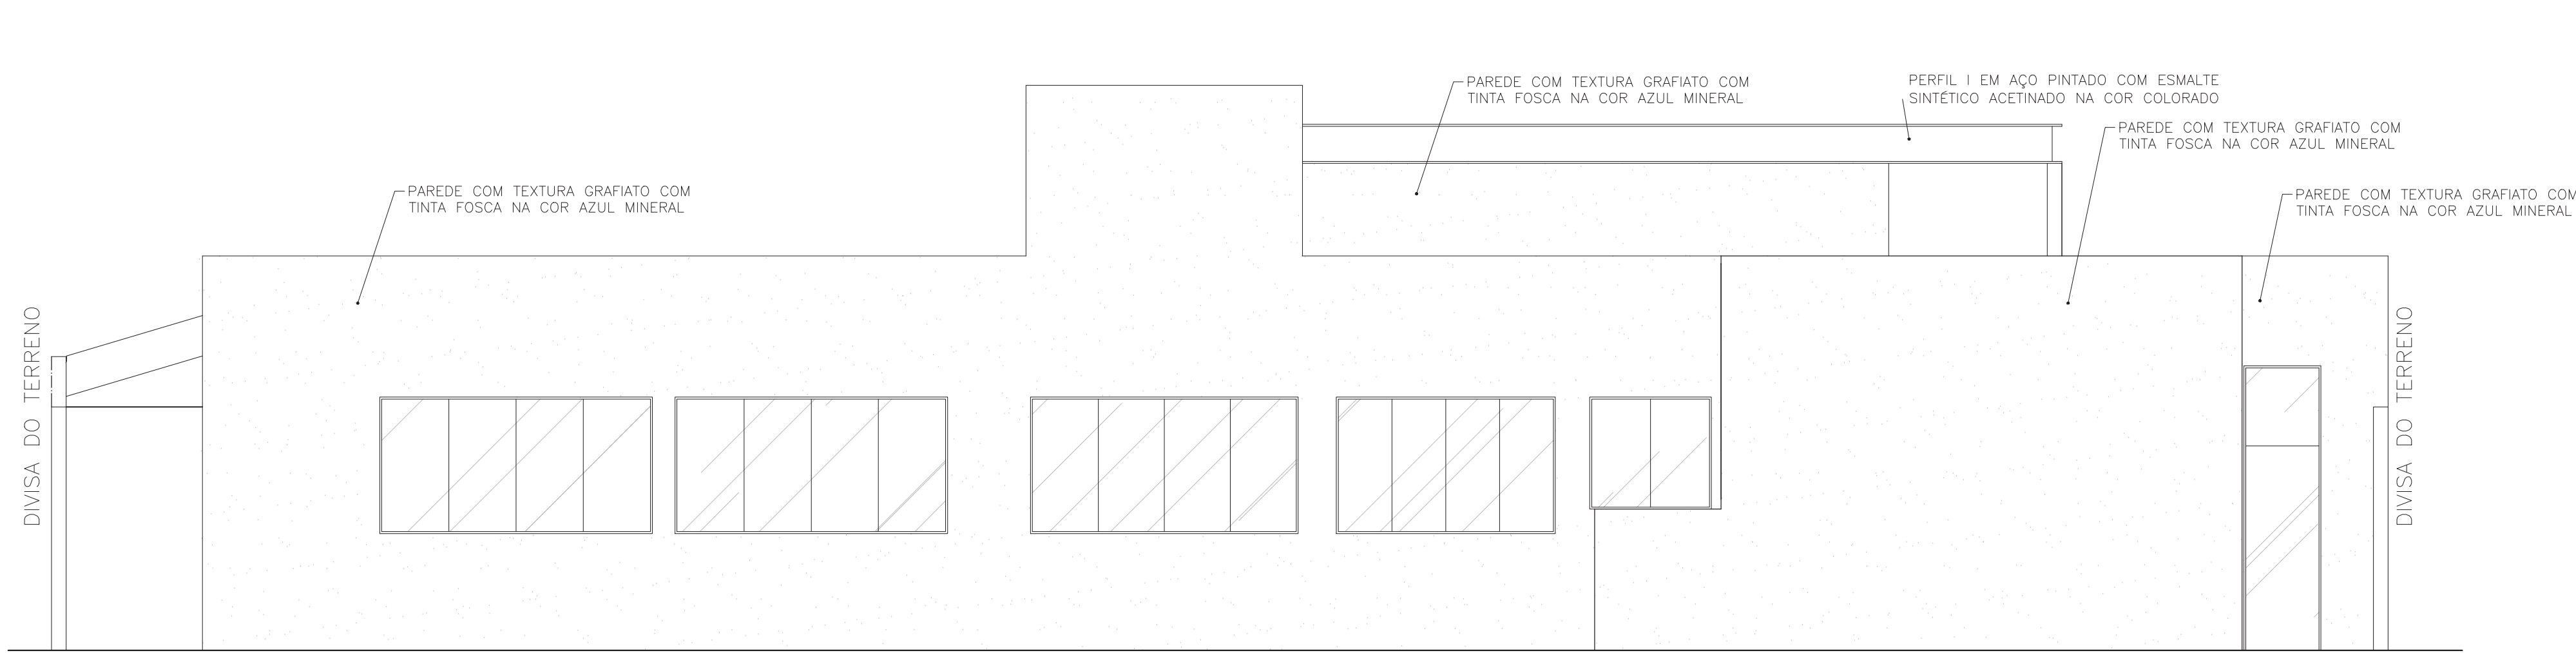 PAREDE COM TEXTURA GRAFIATO COM
TINTA FOSCA NA COR AZUL MINERAL
PERFIL I EM AÇO PINTADO COM ESMALTE
SINTÉTICO ACETINADO NA COR COLORADO
PAREDE COM TEXTURA GRAFIATO COM
TINTA FOSCA NA COR AZUL MINERAL
PAREDE COM TEXTURA GRAFIATO COM
TINTA FOSCA NA COR AZUL MINERAL
PAREDE COM TEXTURA GRAFIATO COM
TINTA FOSCA NA COR AZUL MINERAL
DIVISA DO TERRENO
DIVISA DO TERRENO